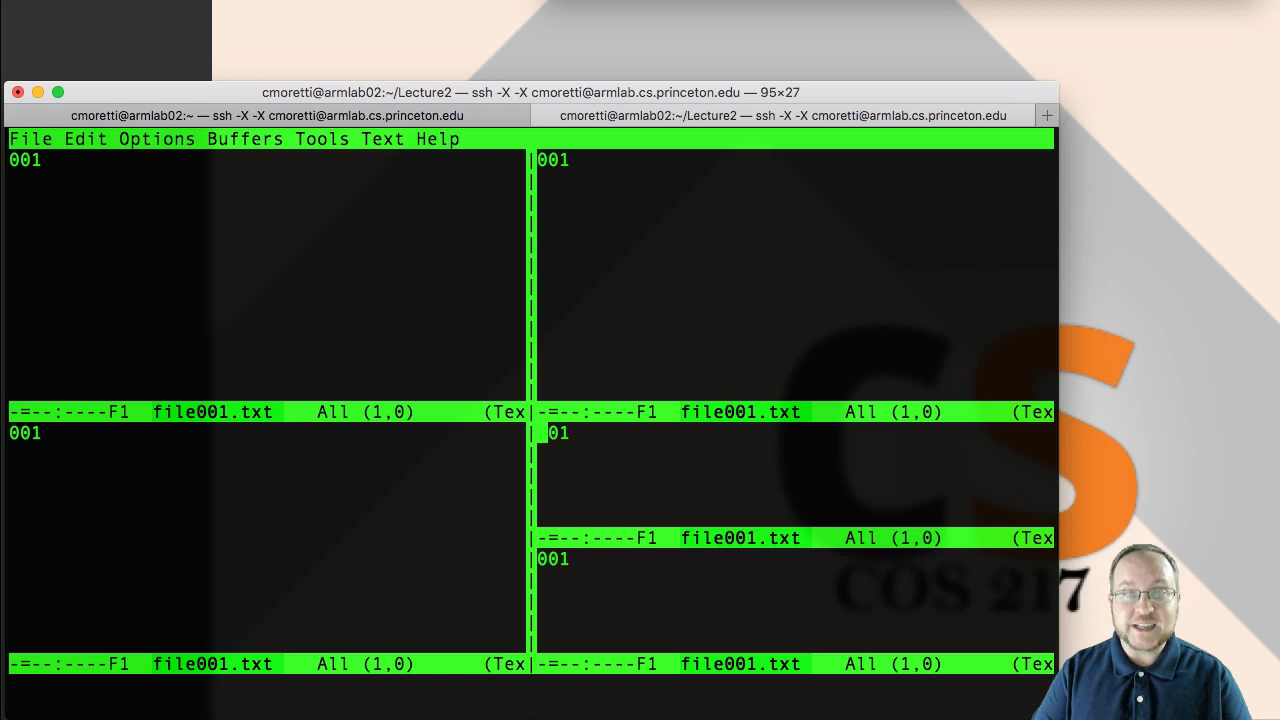 cmoretti@armlab02:~/Lecture2 — ssh -X -X cmoretti@armlab.cs.princeton.edu — 95×27
cmoretti@armlab02:~ — ssh -X -X cmoretti@armlab.cs.princeton.edu
cmoretti@armlab02:~/Lecture2 — ssh -X -X cmoretti@armlab.cs.princeton.edu
+
File Edit Options Buffers Tools Text Help
001
001
-=--:----F1 file001.txt All (1,0) (Tex
-=--:----F1 file001.txt All (1,0) (Tex
001
01
-=--:----F1 file001.txt All (1,0) (Tex
001
-=--:----F1 file001.txt All (1,0) (Tex
-=--:----F1 file001.txt All (1,0) (Tex
CS
COS 217